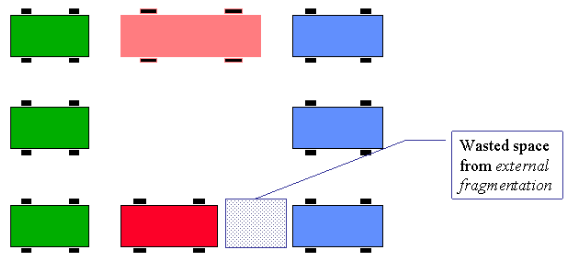 Wasted space
from external
fragmentation